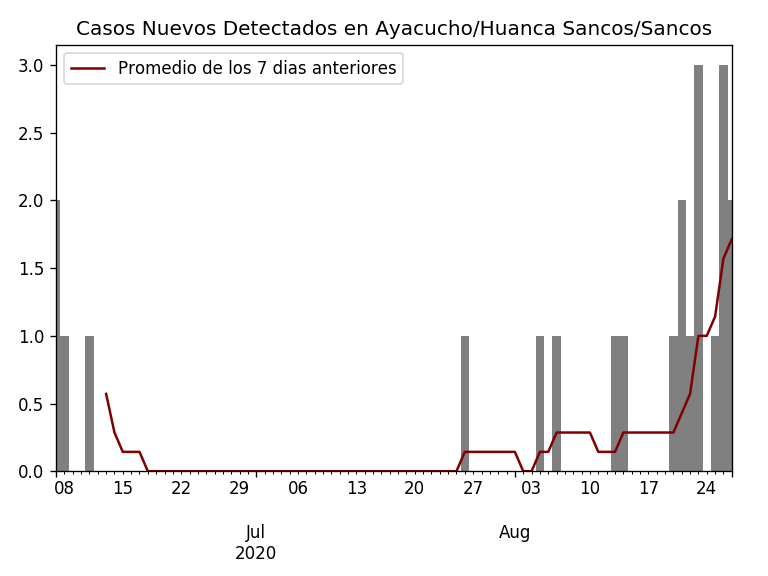 Casos Nuevos Detectados en Ayacucho/Huanca Sancos/Sancos
Promedio de los 7 dias anteriores
3.0
2.5
2.0
1.5
1.0
0.5
0.0
08 15 22 29 06 13 20 27 03 10 17 24
Jul Aug
2020